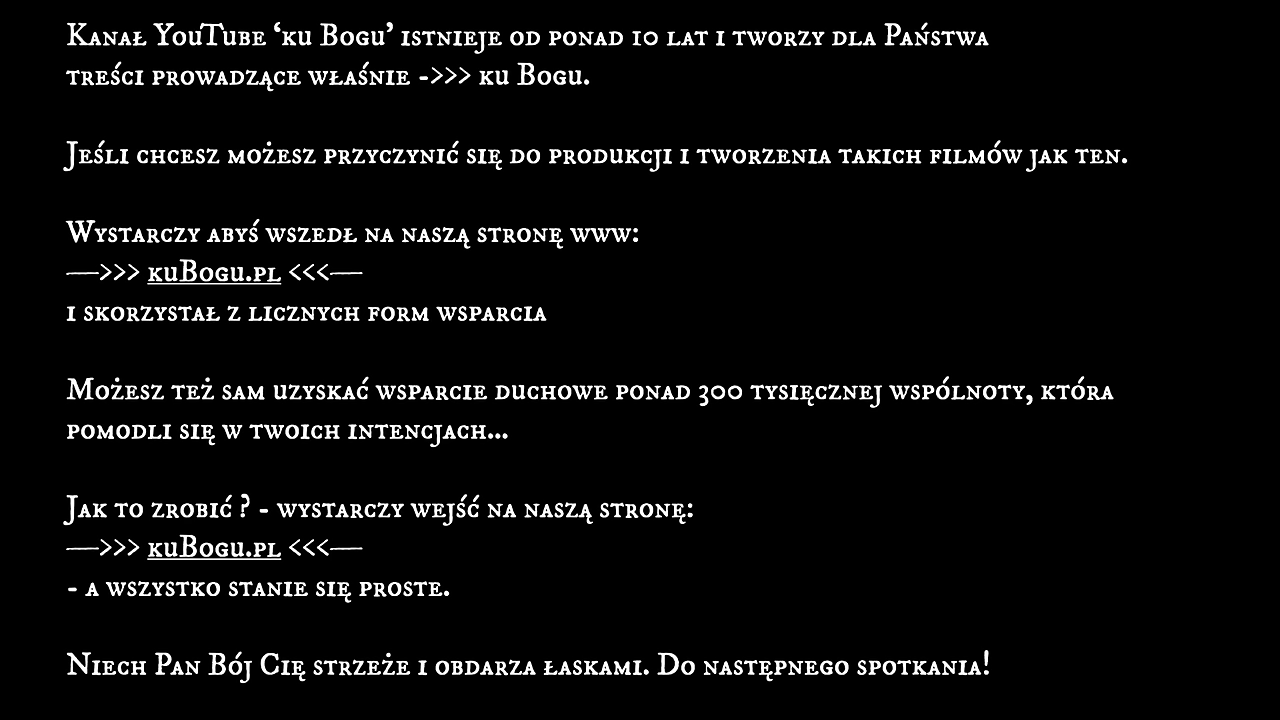 Kanał YouTube ‘ku Bogu’ istnieje od ponad 10 lat i tworzy dla Państwa
treści prowadzące właśnie ->>> ku Bogu.
Jeśli chcesz możesz przyczynić się do produkcji i tworzenia takich filmów jak ten.
Wystarczy abyś wszedł na naszą stronę www:
—>>> kuBogu.pl <<<—
i skorzystał z licznych form wsparcia
Możesz też sam uzyskać wsparcie duchowe ponad 300 tysięcznej wspólnoty, która
pomodli się w twoich intencjach...
Jak to zrobić ? - wystarczy wejść na naszą stronę:
—>>> kuBogu.pl <<<—
- a wszystko stanie się proste.
Niech Pan Bój Cię strzeże i obdarza łaskami. Do następnego spotkania!